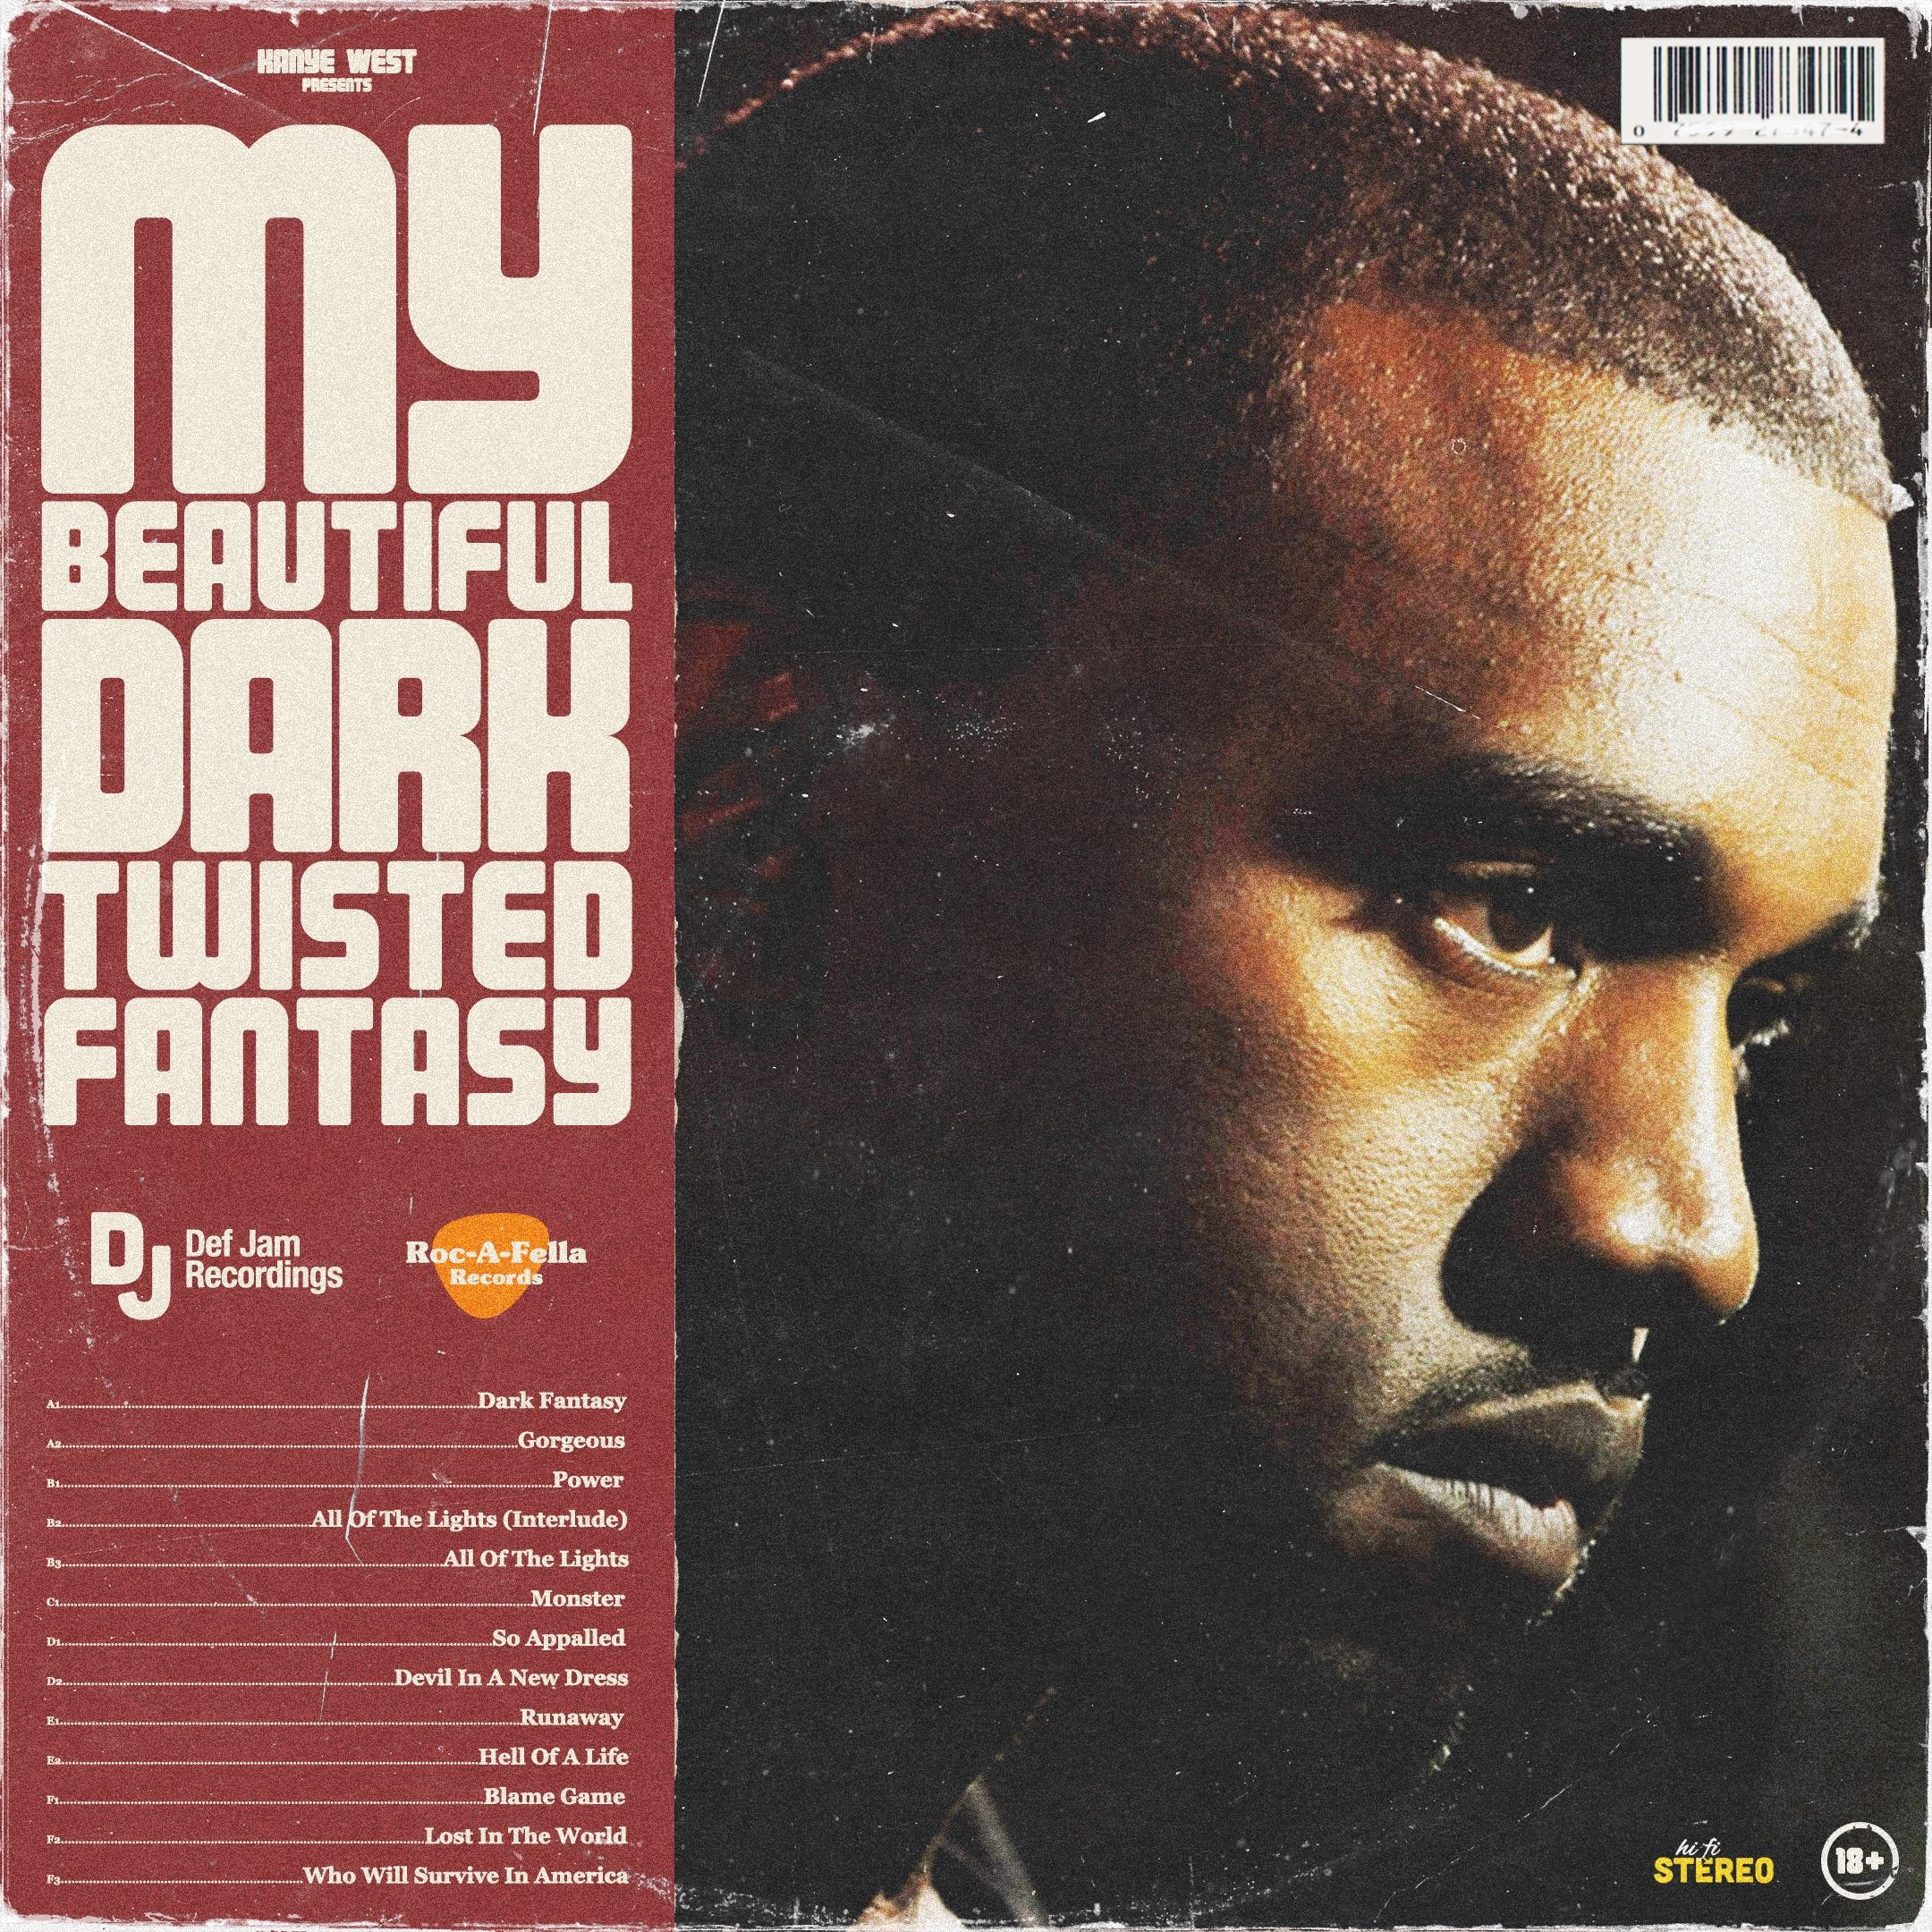 KANYE WEST
PRESENTS
MY
BEAUTIFUL
DARK
TWISTED
FANTASY
DJ Def Jam
Recordings
Roc-A-Fella
Records
A1 Dark Fantasy
A2 Gorgeous
B1 Power
B2 All Of The Lights (Interlude)
B3 All Of The Lights
C1 Monster
D1 So Appalled
D2 Devil In A New Dress
E1 Runaway
E2 Hell Of A Life
F1 Blame Game
F2 Lost In The World
F3 Who Will Survive In America
hi fi
STEREO
18+